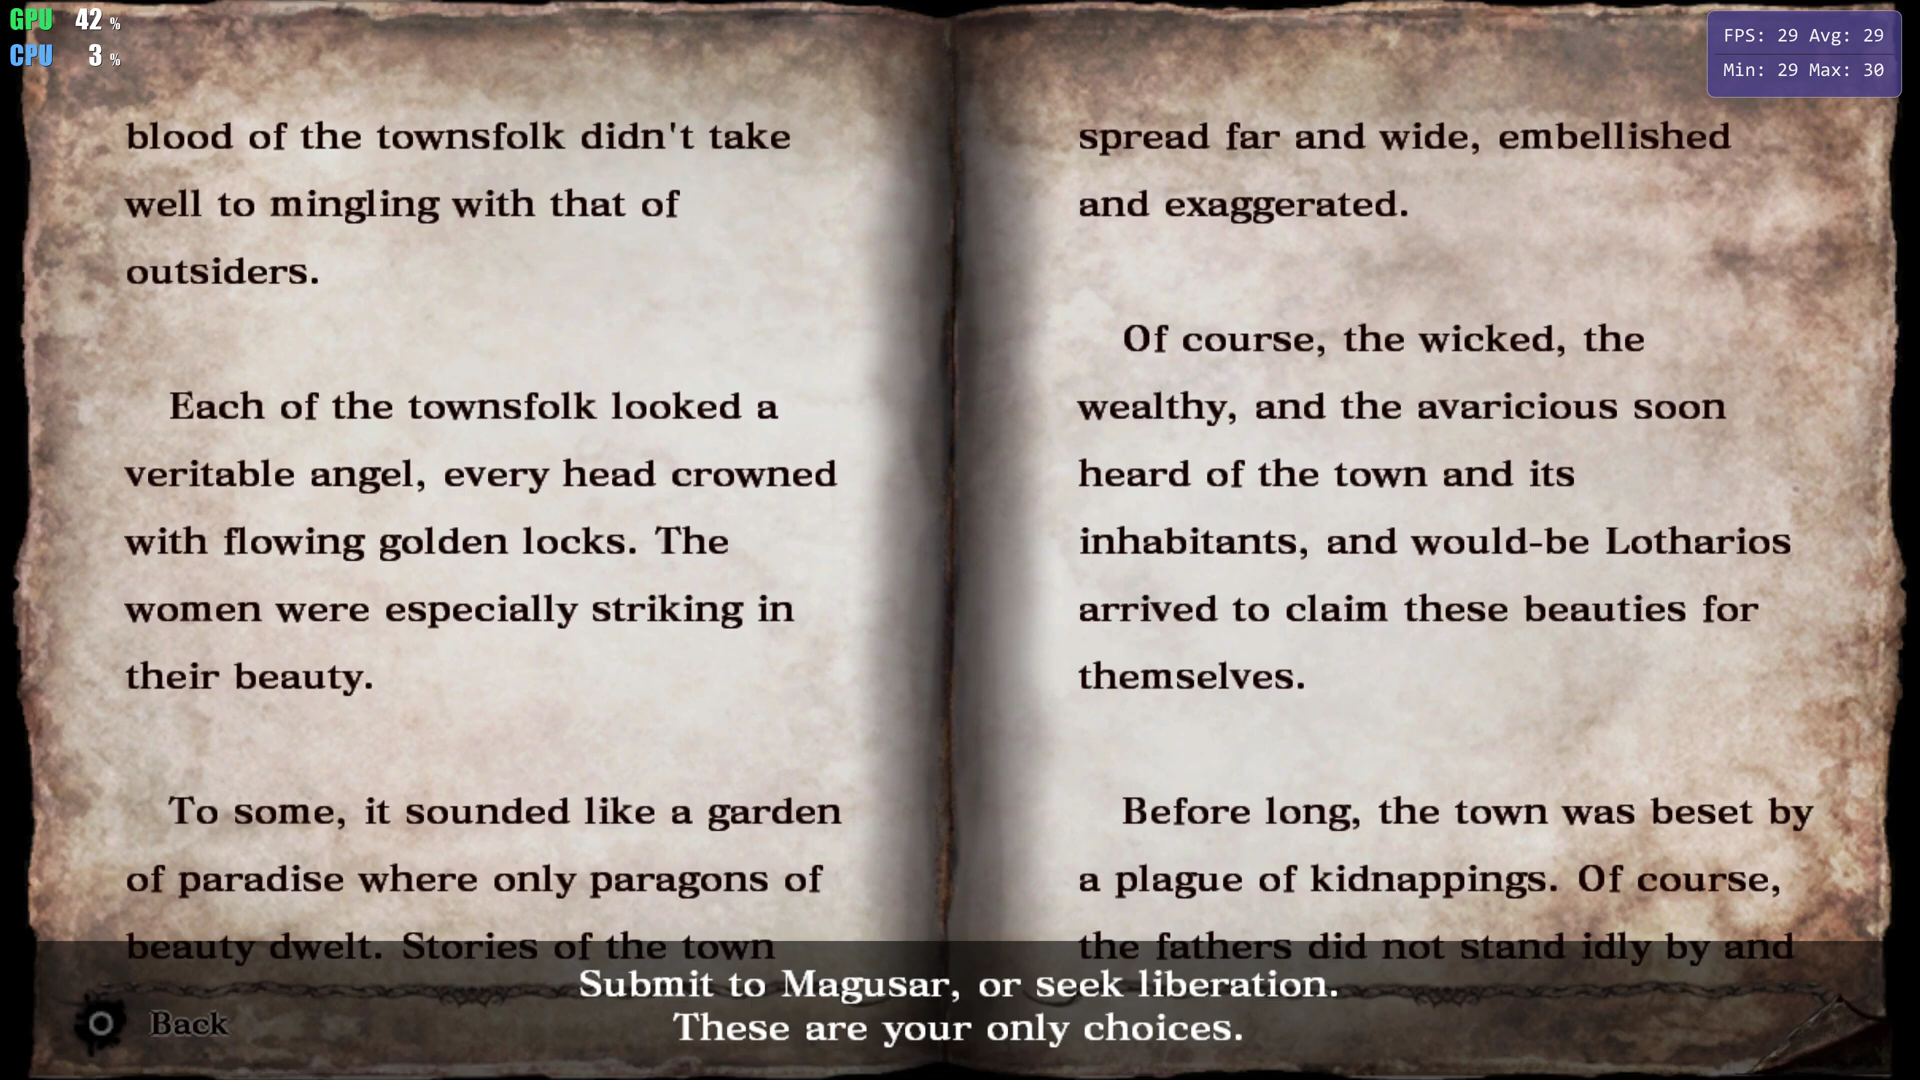 GPU 42 %
CPU 3 %
FPS: 29 Avg: 29
Min: 29 Max: 30
blood of the townsfolk didn't take
well to mingling with that of
outsiders.
Each of the townsfolk looked a
veritable angel, every head crowned
with flowing golden locks. The
women were especially striking in
their beauty.
To some, it sounded like a garden
of paradise where only paragons of
beauty dwelt. Stories of the town
spread far and wide, embellished
and exaggerated.
Of course, the wicked, the
wealthy, and the avaricious soon
heard of the town and its
inhabitants, and would-be Lotharios
arrived to claim these beauties for
themselves.
Before long, the town was beset by
a plague of kidnappings. Of course,
the fathers did not stand idly by and
Submit to Magusar, or seek liberation.
These are your only choices.
Back